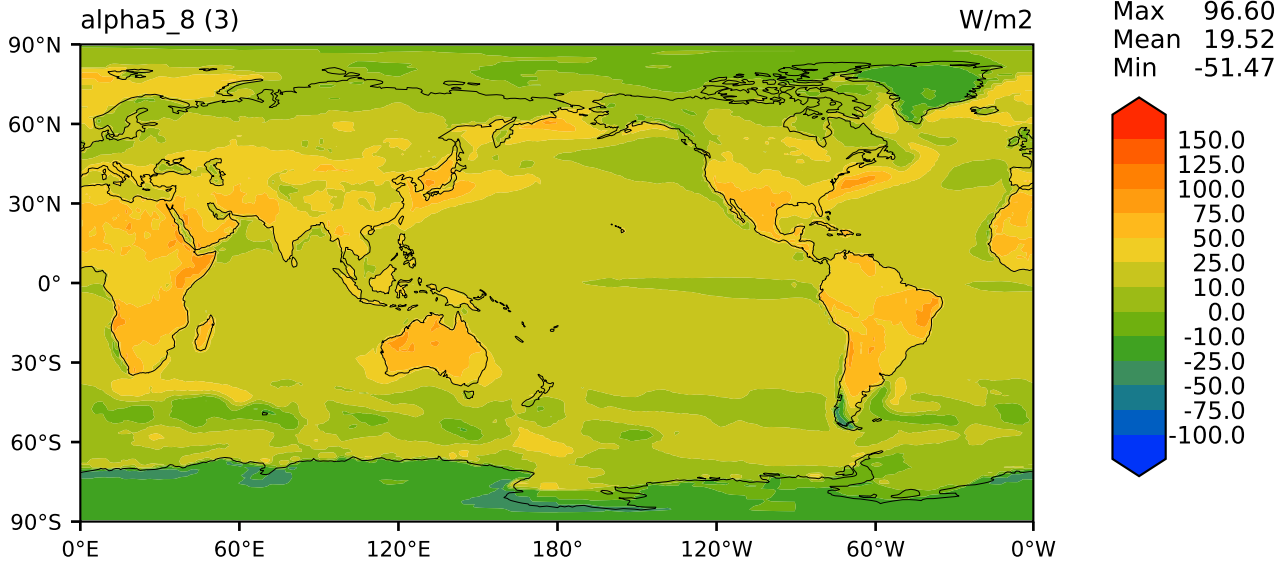 alpha5_8 (3)
W/m2
Max 96.60
Mean 19.52
Min -51.47
90°N
60°N
30°N
0°
30°S
60°S
90°S
0°E
60°E
120°E
180°
120°W
60°W
0°W
150.0
125.0
100.0
75.0
50.0
25.0
10.0
0.0
-10.0
-25.0
-50.0
-75.0
-100.0